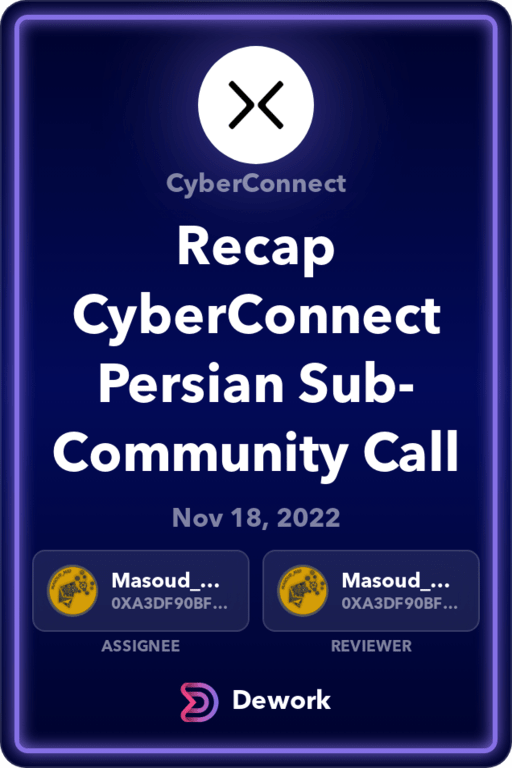 CyberConnect
Recap
CyberConnect
Persian Sub-
Community Call
Nov 18, 2022
Masoud_...
0XA3DF90BF...
Masoud_...
0XA3DF90BF...
ASSIGNEE
REVIEWER
Dework